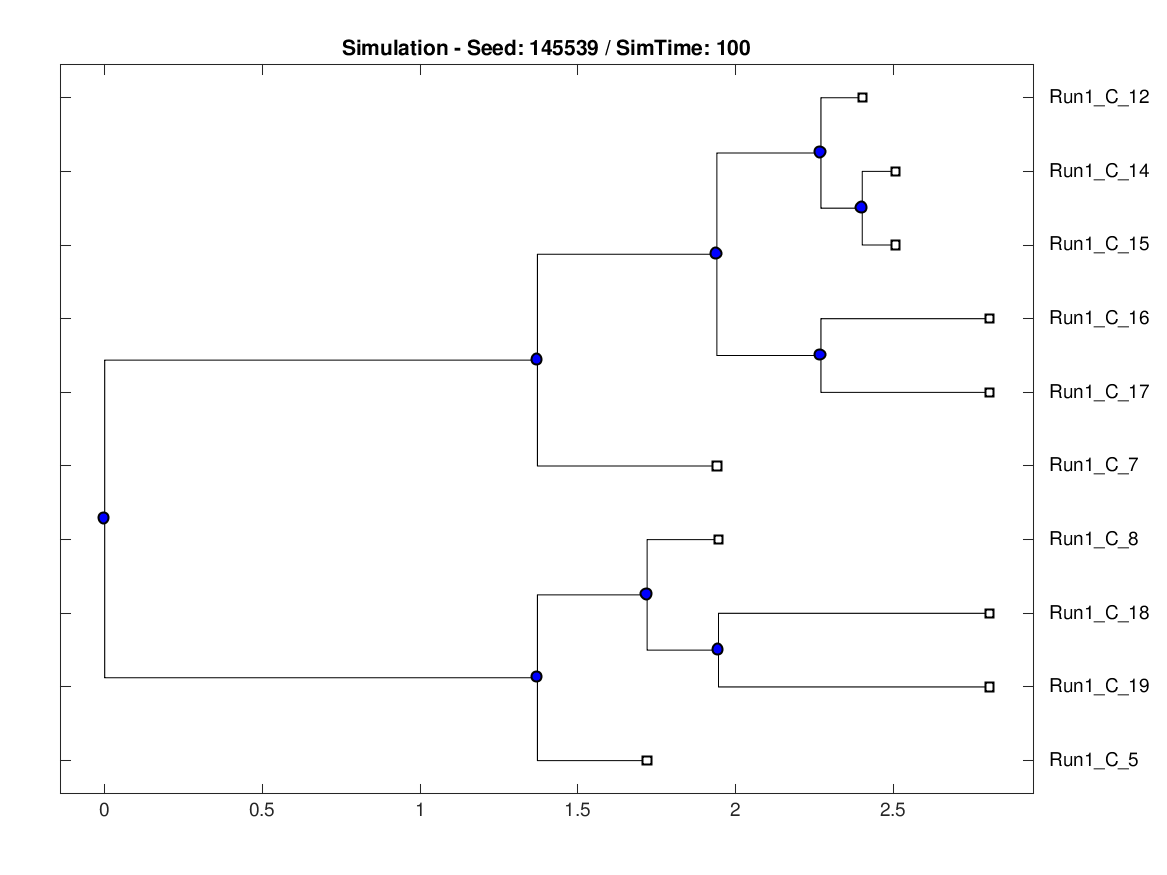 Simulation - Seed: 145539 / SimTime: 100
Run1_C_12
Run1_C_14
Run1_C_15
Run1_C_16
Run1_C_17
Run1_C_7
Run1_C_8
Run1_C_18
Run1_C_19
Run1_C_5
0 0.5 1 1.5 2 2.5